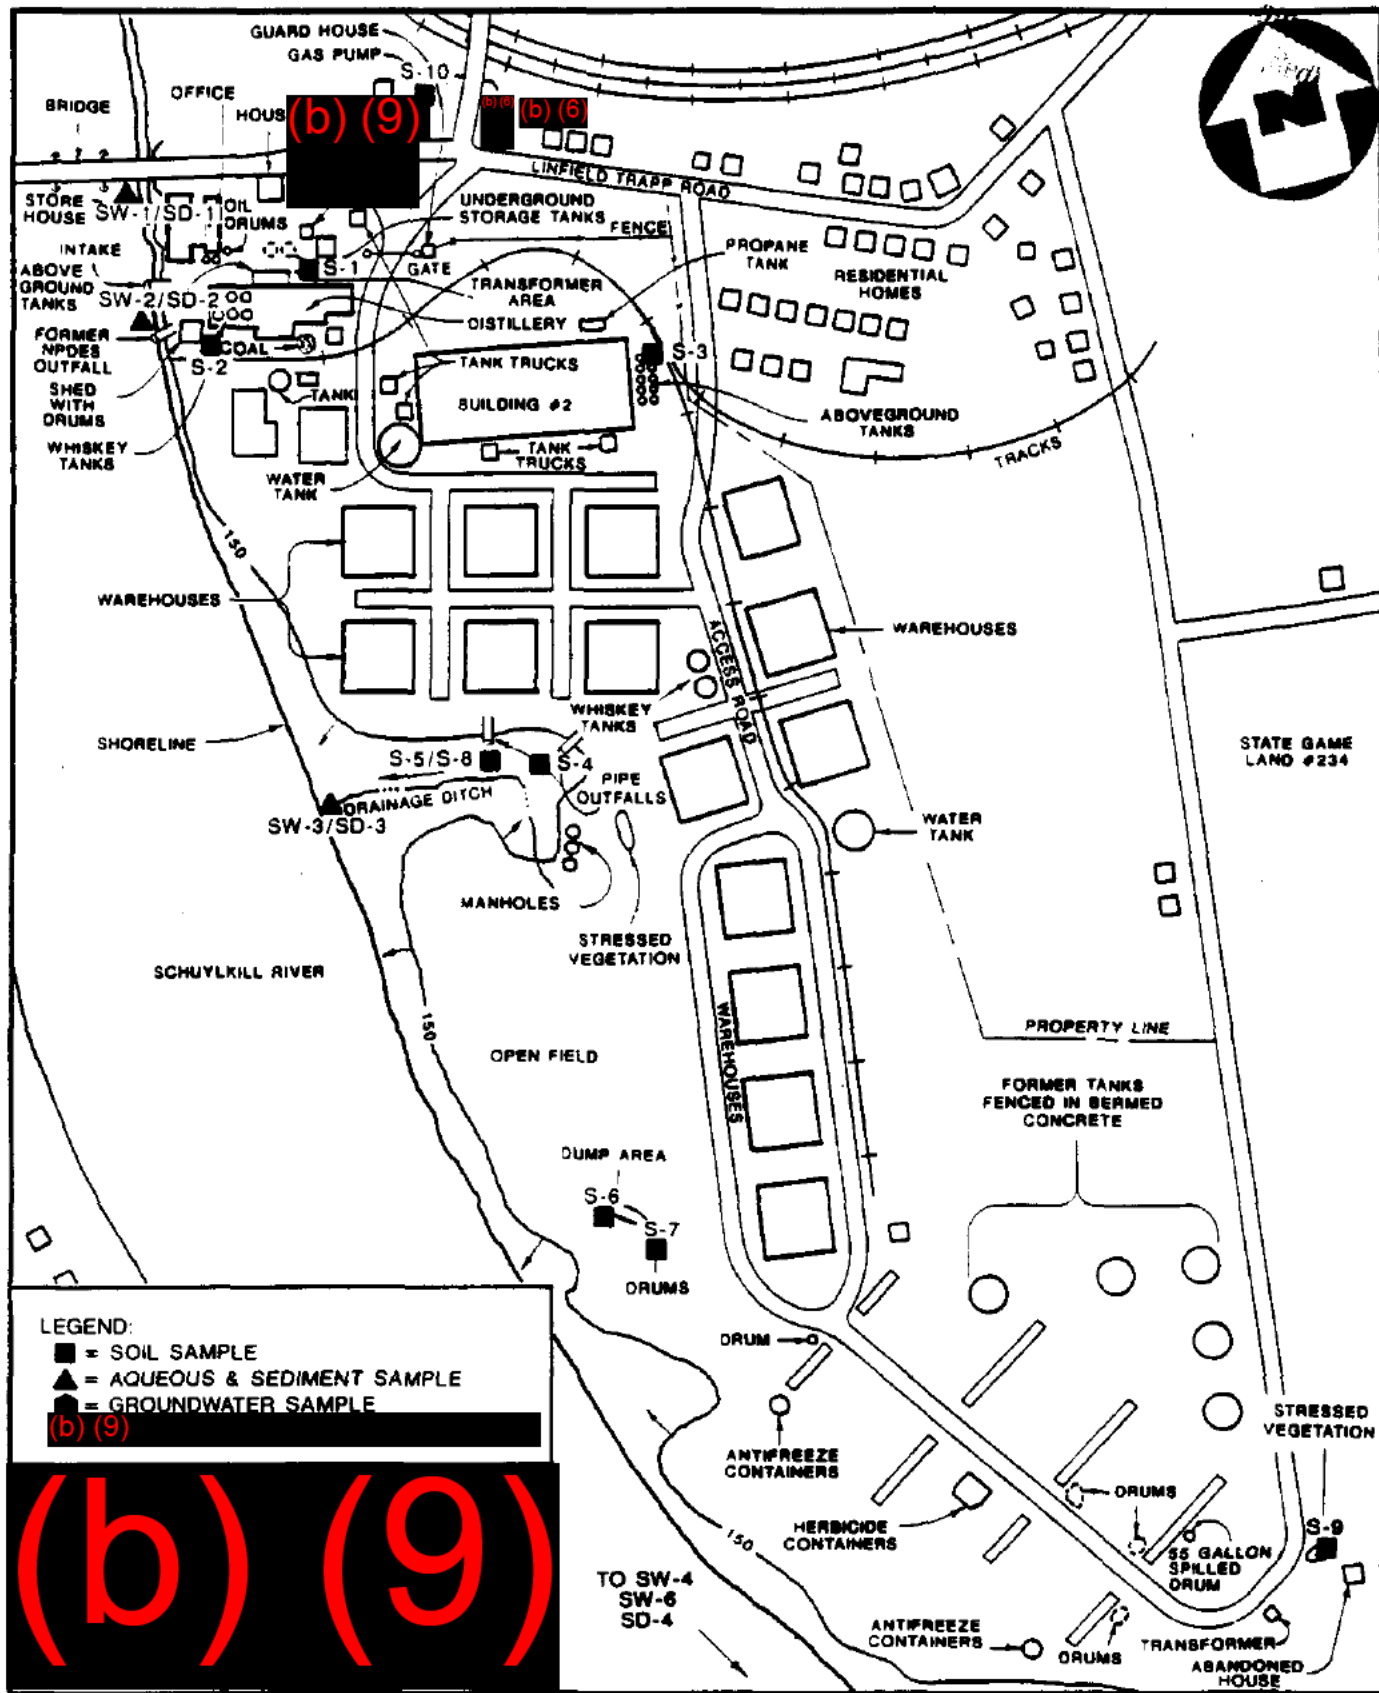 GUARD HOUSE
GAS PUMP
S-10
OFFICE
BRIDGE
(b) (9)
(b) (6)
(b) (6)
N
LINFIELD TRAPP ROAD
STORE
HOUSE
SW-1/SD-1
OIL
DRUMS
UNDERGROUND
STORAGE TANKS
FENCE
INTAKE
GATE
PROPANE
TANK
RESIDENTIAL
HOMES
ABOVE
GROUND
TANKS
S-1
TRANSFORMER
AREA
SW-2/SD-2
DISTILLERY
FORMER
NPDES
OUTFALL
S-2
COAL
TANK TRUCKS
S-3
SHED
WITH
DRUMS
TANK
BUILDING #2
ABOVEGROUND
TANKS
WHISKEY
TANKS
WATER
TANK
TANK
TRUCKS
TRACKS
150
WAREHOUSES
ACCESS ROAD
WAREHOUSES
WHISKEY
TANKS
SHORELINE
S-5/S-8
S-4
STATE GAME
LAND #234
PIPE
OUTFALLS
DRAINAGE DITCH
SW-3/SD-3
WATER
TANK
MANHOLES
STRESSED
VEGETATION
SCHUYLKILL RIVER
150
WAREHOUSES
PROPERTY LINE
OPEN FIELD
FORMER TANKS
FENCED IN BERMED
CONCRETE
DUMP AREA
S-6
S-7
DRUMS
LEGEND:
= SOIL SAMPLE
= AQUEOUS & SEDIMENT SAMPLE
= GROUNDWATER SAMPLE
(b) (9)
(b) (9)
DRUM
ANTIFREEZE
CONTAINERS
STRESSED
VEGETATION
HERBICIDE
CONTAINERS
DRUMS
S-9
150
55 GALLON
SPILLED
DRUM
TO SW-4
SW-6
SD-4
ANTIFREEZE
CONTAINERS
DRUMS
TRANSFORMER
ABANDONED
HOUSE